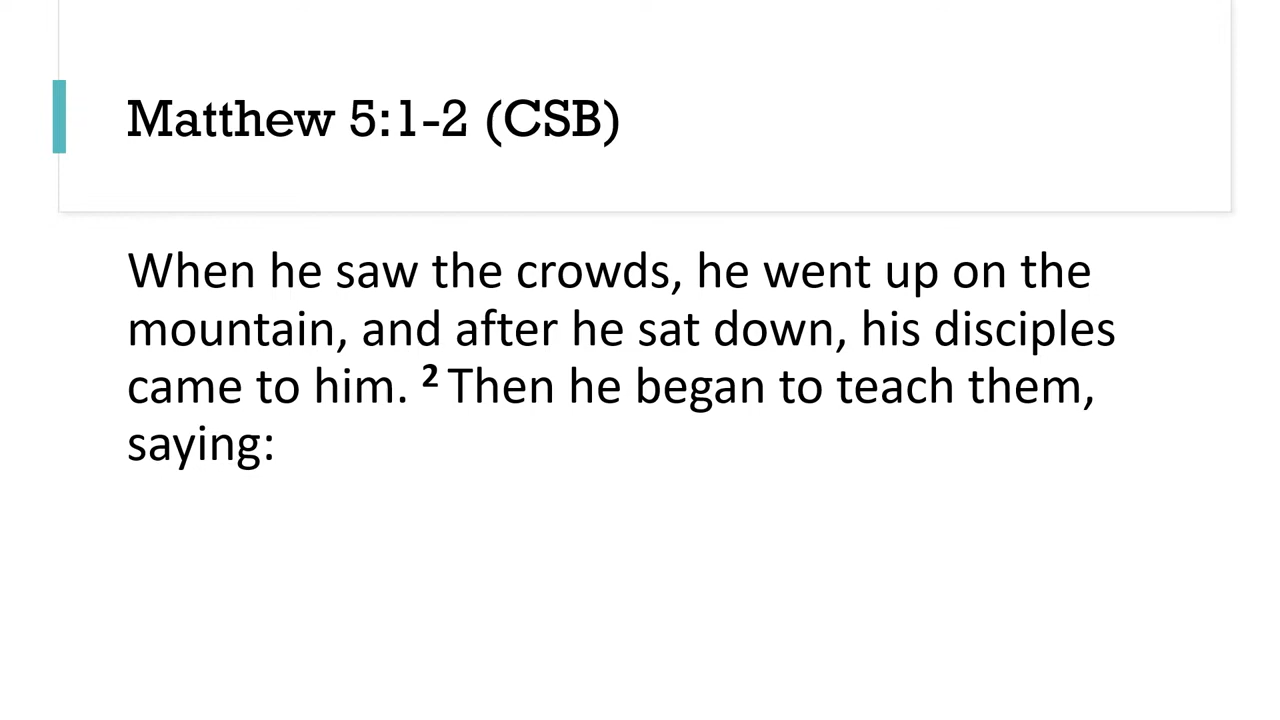 Matthew 5:1-2 (CSB)
When he saw the crowds, he went up on the
mountain, and after he sat down, his disciples
came to him. ² Then he began to teach them,
saying: